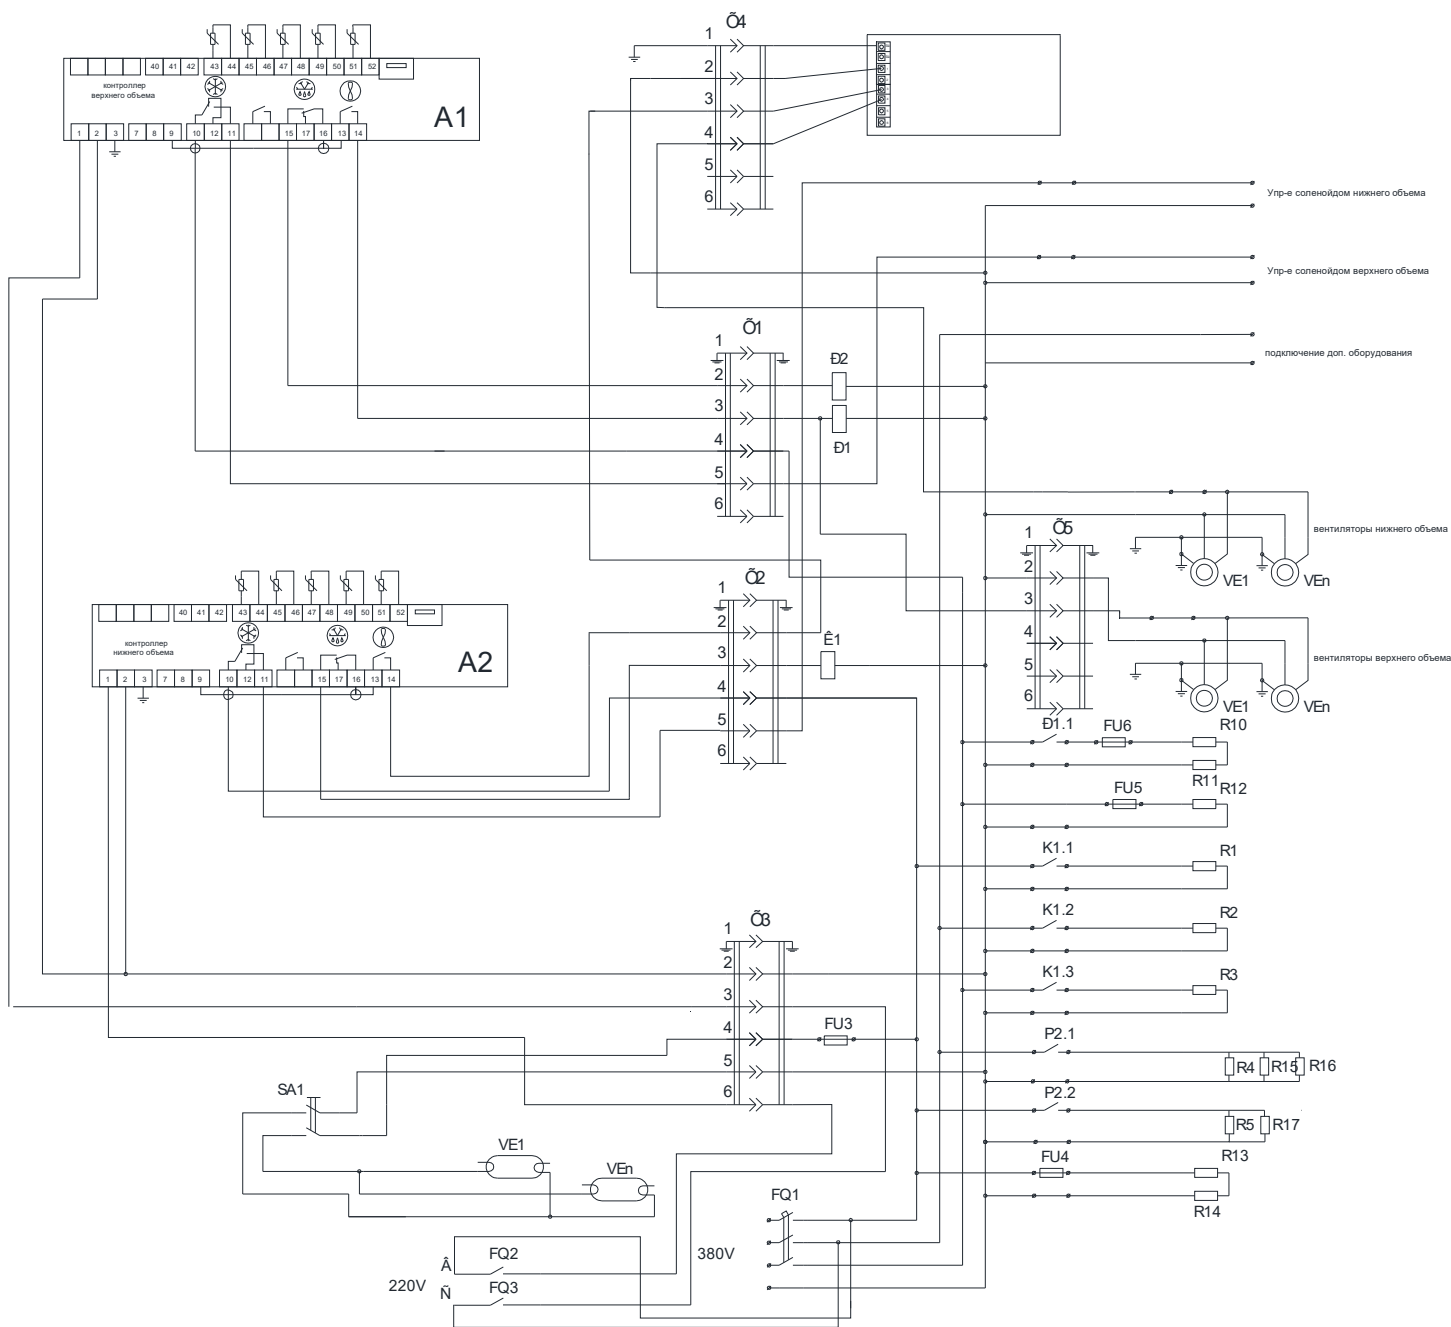 Õ4
1
2
3
4
5
6
40 41 42 43 44 45 46 47 48 49 50 51 52
контроллер
верхнего объема
A1
1 2 3 7 8 9 10 12 11 15 17 16 13 14
Упр-е соленойдом нижнего объема
Упр-е соленойдом верхнего объема
подключение доп. оборудования
Õ1
1
2
3
4
5
6
Ð2
Ð1
Õ5
1
2
3
4
5
6
вентиляторы нижнего объема
VE1 VEn
вентиляторы верхнего объема
VE1 VEn
40 41 42 43 44 45 46 47 48 49 50 51 52
контроллер
нижнего объема
A2
1 2 3 7 8 9 10 12 11 15 17 16 13 14
Õ2
1
2
3
4
5
6
Ê1
Ð1.1 FU6 R10
R11
FU5 R12
K1.1 R1
K1.2 R2
K1.3 R3
P2.1
R4 R15 R16
P2.2
R5 R17
FU4 R13
R14
Õ3
1
2
3
4
5
6
FU3
SA1
VE1
VEn
FQ1
380V
220V
Â FQ2
Ñ FQ3